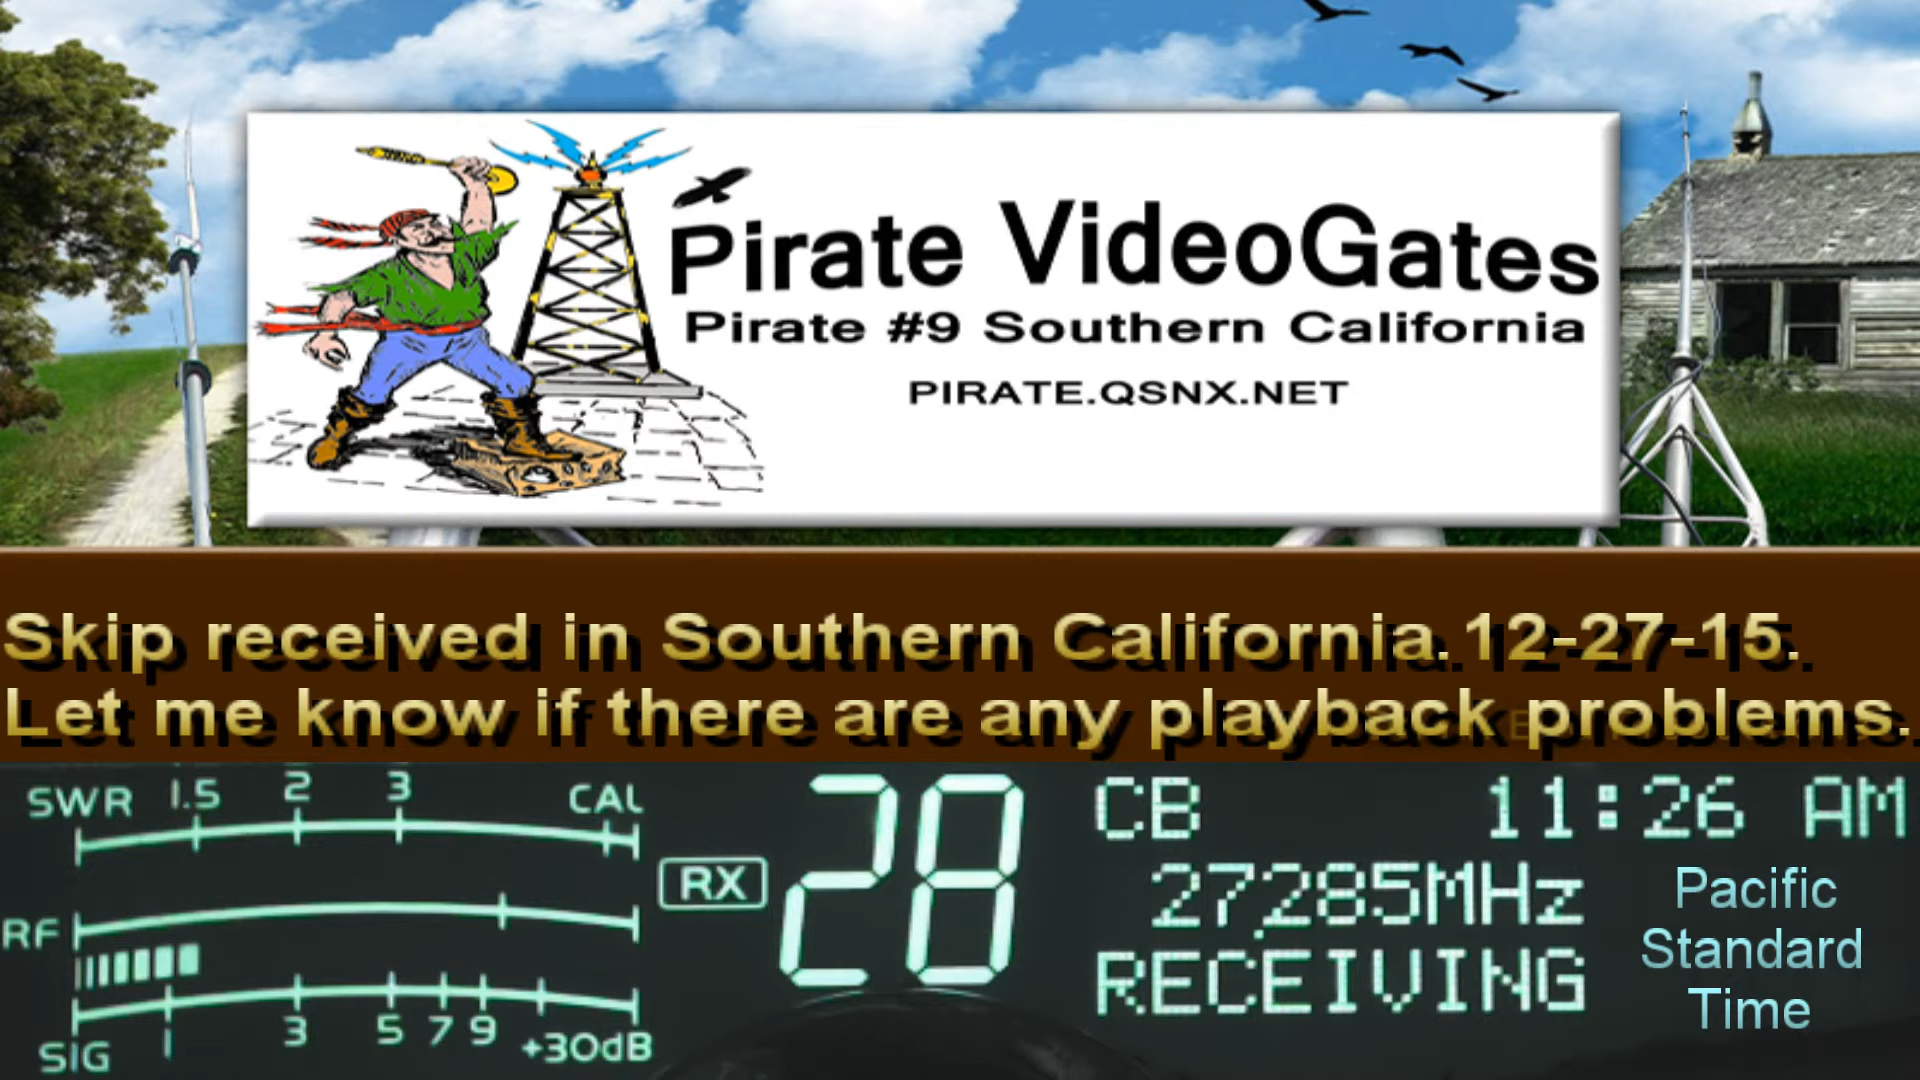 Pirate VideoGates
Pirate #9 Southern California
PIRATE.QSNX.NET
Skip received in Southern California. 12-27-15.
Let me know if there are any playback problems.
SWR 1.5 2 3 CAL
RF
RX
28
CB 11:26 AM
27.285MHz
RECEIVING
Pacific
Standard
Time
1 3 5 7 9 +30dB
SIG